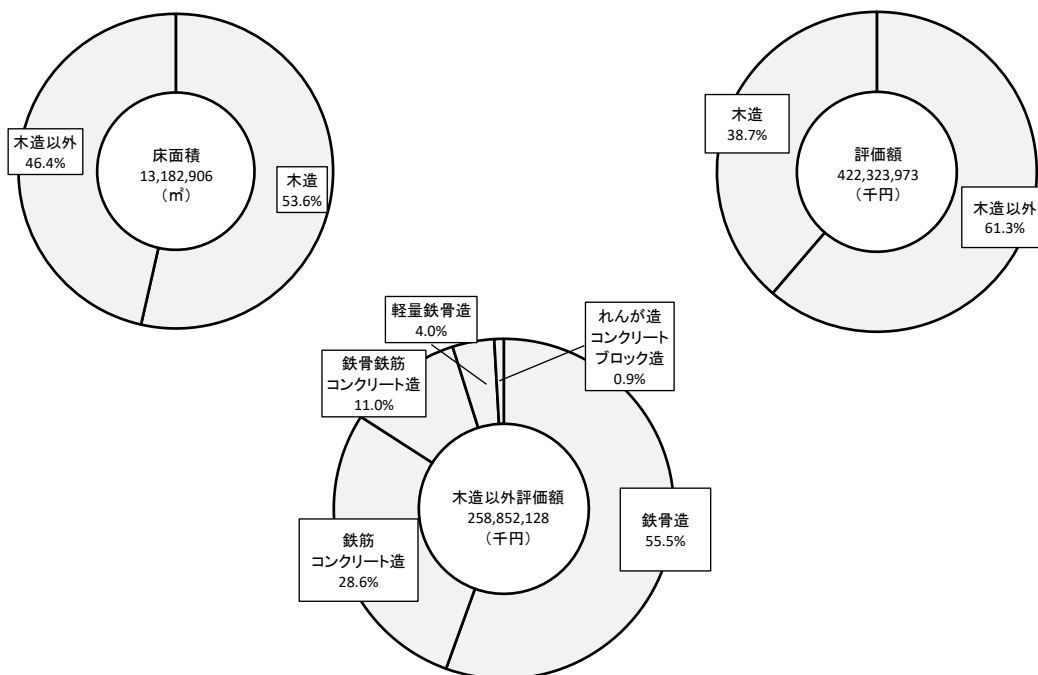 木造以外
46.4%
床面積
13,182,906
（㎡）
木造
53.6%
木造
38.7%
評価額
422,323,973
（千円）
木造以外
61.3%
軽量鉄骨造
4.0%
れんが造
コンクリート
ブロック造
0.9%
鉄骨鉄筋
コンクリート造
11.0%
木造以外評価額
258,852,128
（千円）
鉄骨造
55.5%
鉄筋
コンクリート造
28.6%